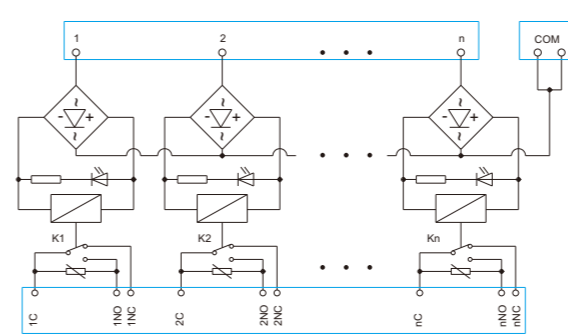 1 2 • • • n COM
~ ~ ~
- + - + - +
~ ~ ~
• • •
K1 K2 Kn
• • •
1C 1NO 1NC 2C 2NO 2NC nC nNO nNC